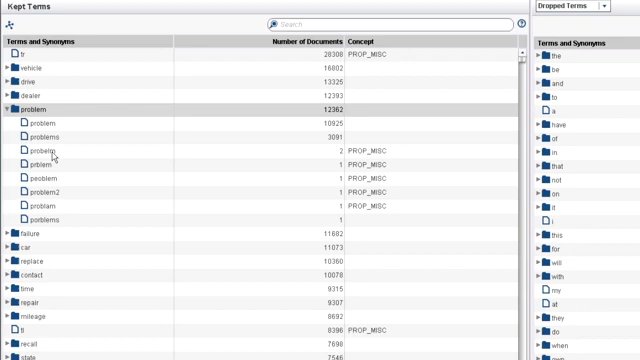 Kept Terms
Dropped Terms
Search
Terms and Synonyms Number of Documents Concept
Terms and Synonyms
tr 28308 PROP_MISC
the
vehicle 16802
be
drive 13325
and
dealer 12393
to
problem 12362
a
problem 10925
have
problems 3091
of
probelm 2 PROP_MISC
in
prblem 1 PROP_MISC
that
peoblem 1 PROP_MISC
not
problem2 1 PROP_MISC
on
problam 1 PROP_MISC
it
porblems 1
i
failure 11682
this
car 11073
for
replace 10360
will
contact 10078
with
time 9315
my
repair 9307
at
mileage 8692
they
tl 8396 PROP_MISC
do
recall 7698
when
state 7546
own